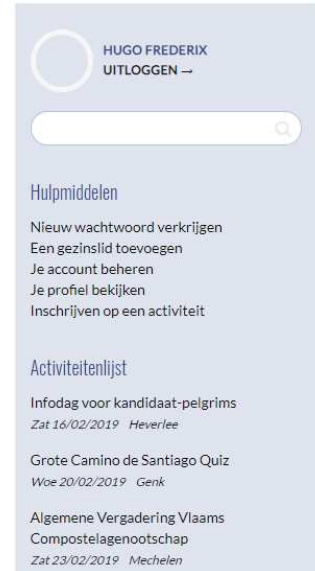 HUGO FREDERIX
UITLOGGEN →
Hulpmiddelen
Nieuw wachtwoord verkrijgen
Een gezinslid toevoegen
Je account beheren
Je profiel bekijken
Inschrijven op een activiteit
Activiteitenlijst
Infodag voor kandidaat-pelgrims
Zat 16/02/2019 Heverlee
Grote Camino de Santiago Quiz
Woe 20/02/2019 Genk
Algemene Vergadering Vlaams
Compostelagenootschap
Zat 23/02/2019 Mechelen